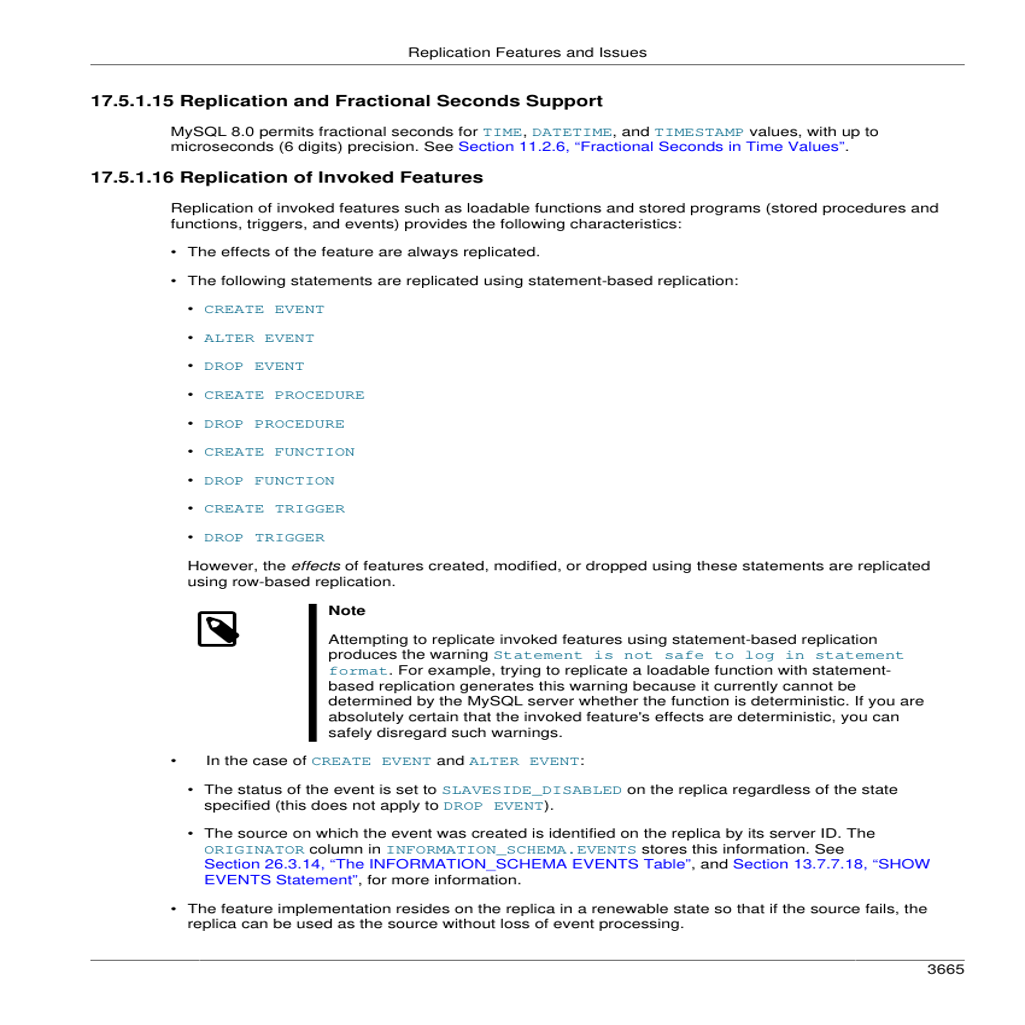 Replication Features and Issues
17.5.1.15 Replication and Fractional Seconds Support
MySQL 8.0 permits fractional seconds for TIME, DATETIME, and TIMESTAMP values, with up to
microseconds (6 digits) precision. See Section 11.2.6, “Fractional Seconds in Time Values”.
17.5.1.16 Replication of Invoked Features
Replication of invoked features such as loadable functions and stored programs (stored procedures and
functions, triggers, and events) provides the following characteristics:
• The effects of the feature are always replicated.
• The following statements are replicated using statement-based replication:
• CREATE EVENT
• ALTER EVENT
• DROP EVENT
• CREATE PROCEDURE
• DROP PROCEDURE
• CREATE FUNCTION
• DROP FUNCTION
• CREATE TRIGGER
• DROP TRIGGER
However, the effects of features created, modified, or dropped using these statements are replicated
using row-based replication.
Note
Attempting to replicate invoked features using statement-based replication
produces the warning Statement is not safe to log in statement
format. For example, trying to replicate a loadable function with statement-
based replication generates this warning because it currently cannot be
determined by the MySQL server whether the function is deterministic. If you are
absolutely certain that the invoked feature's effects are deterministic, you can
safely disregard such warnings.
• In the case of CREATE EVENT and ALTER EVENT:
• The status of the event is set to SLAVESIDE_DISABLED on the replica regardless of the state
specified (this does not apply to DROP EVENT).
• The source on which the event was created is identified on the replica by its server ID. The
ORIGINATOR column in INFORMATION_SCHEMA.EVENTS stores this information. See
Section 26.3.14, “The INFORMATION_SCHEMA EVENTS Table”, and Section 13.7.7.18, “SHOW
EVENTS Statement”, for more information.
• The feature implementation resides on the replica in a renewable state so that if the source fails, the
replica can be used as the source without loss of event processing.
3665